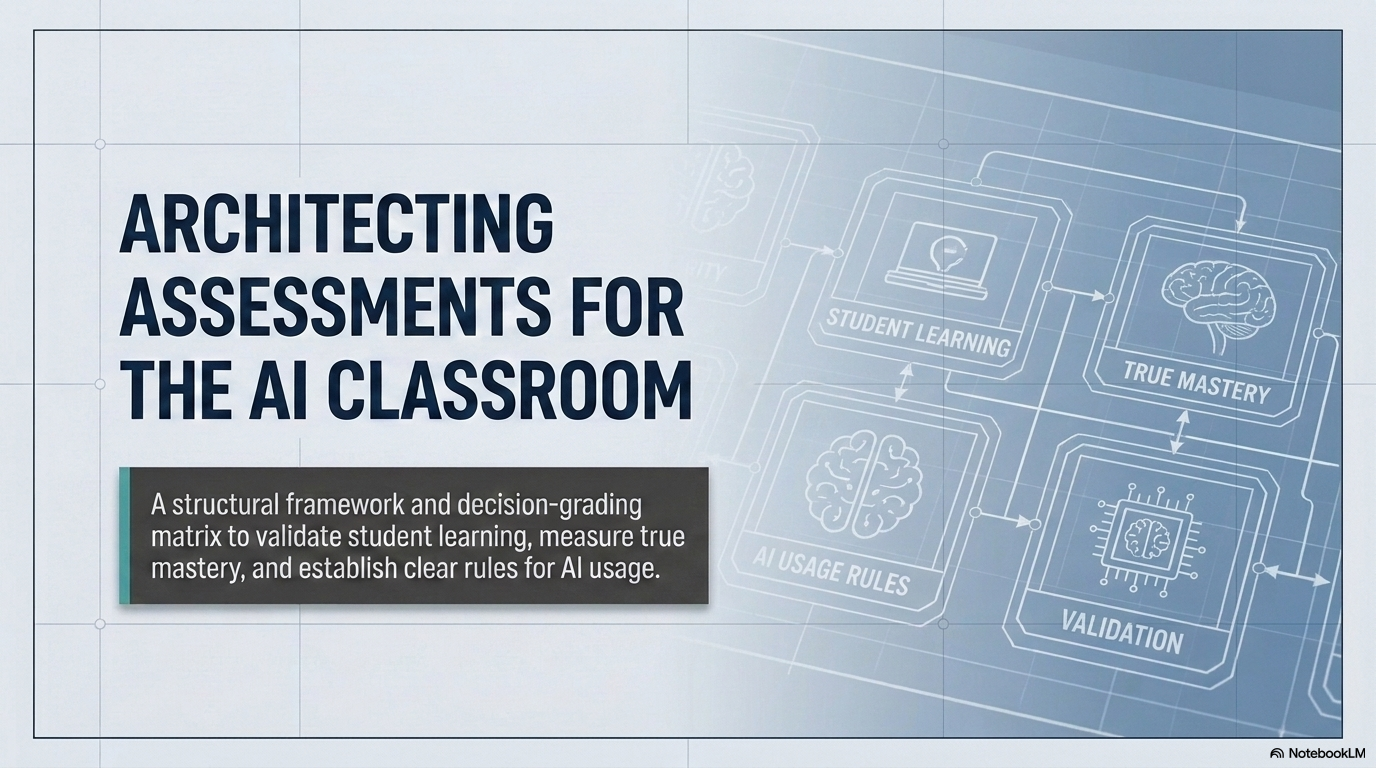 ARCHITECTING
ASSESSMENTS FOR
THE AI CLASSROOM
A structural framework and decision-grading
matrix to validate student learning, measure true
mastery, and establish clear rules for AI usage.
STUDENT LEARNING
TRUE MASTERY
AI USAGE RULES
VALIDATION
NotebookLM